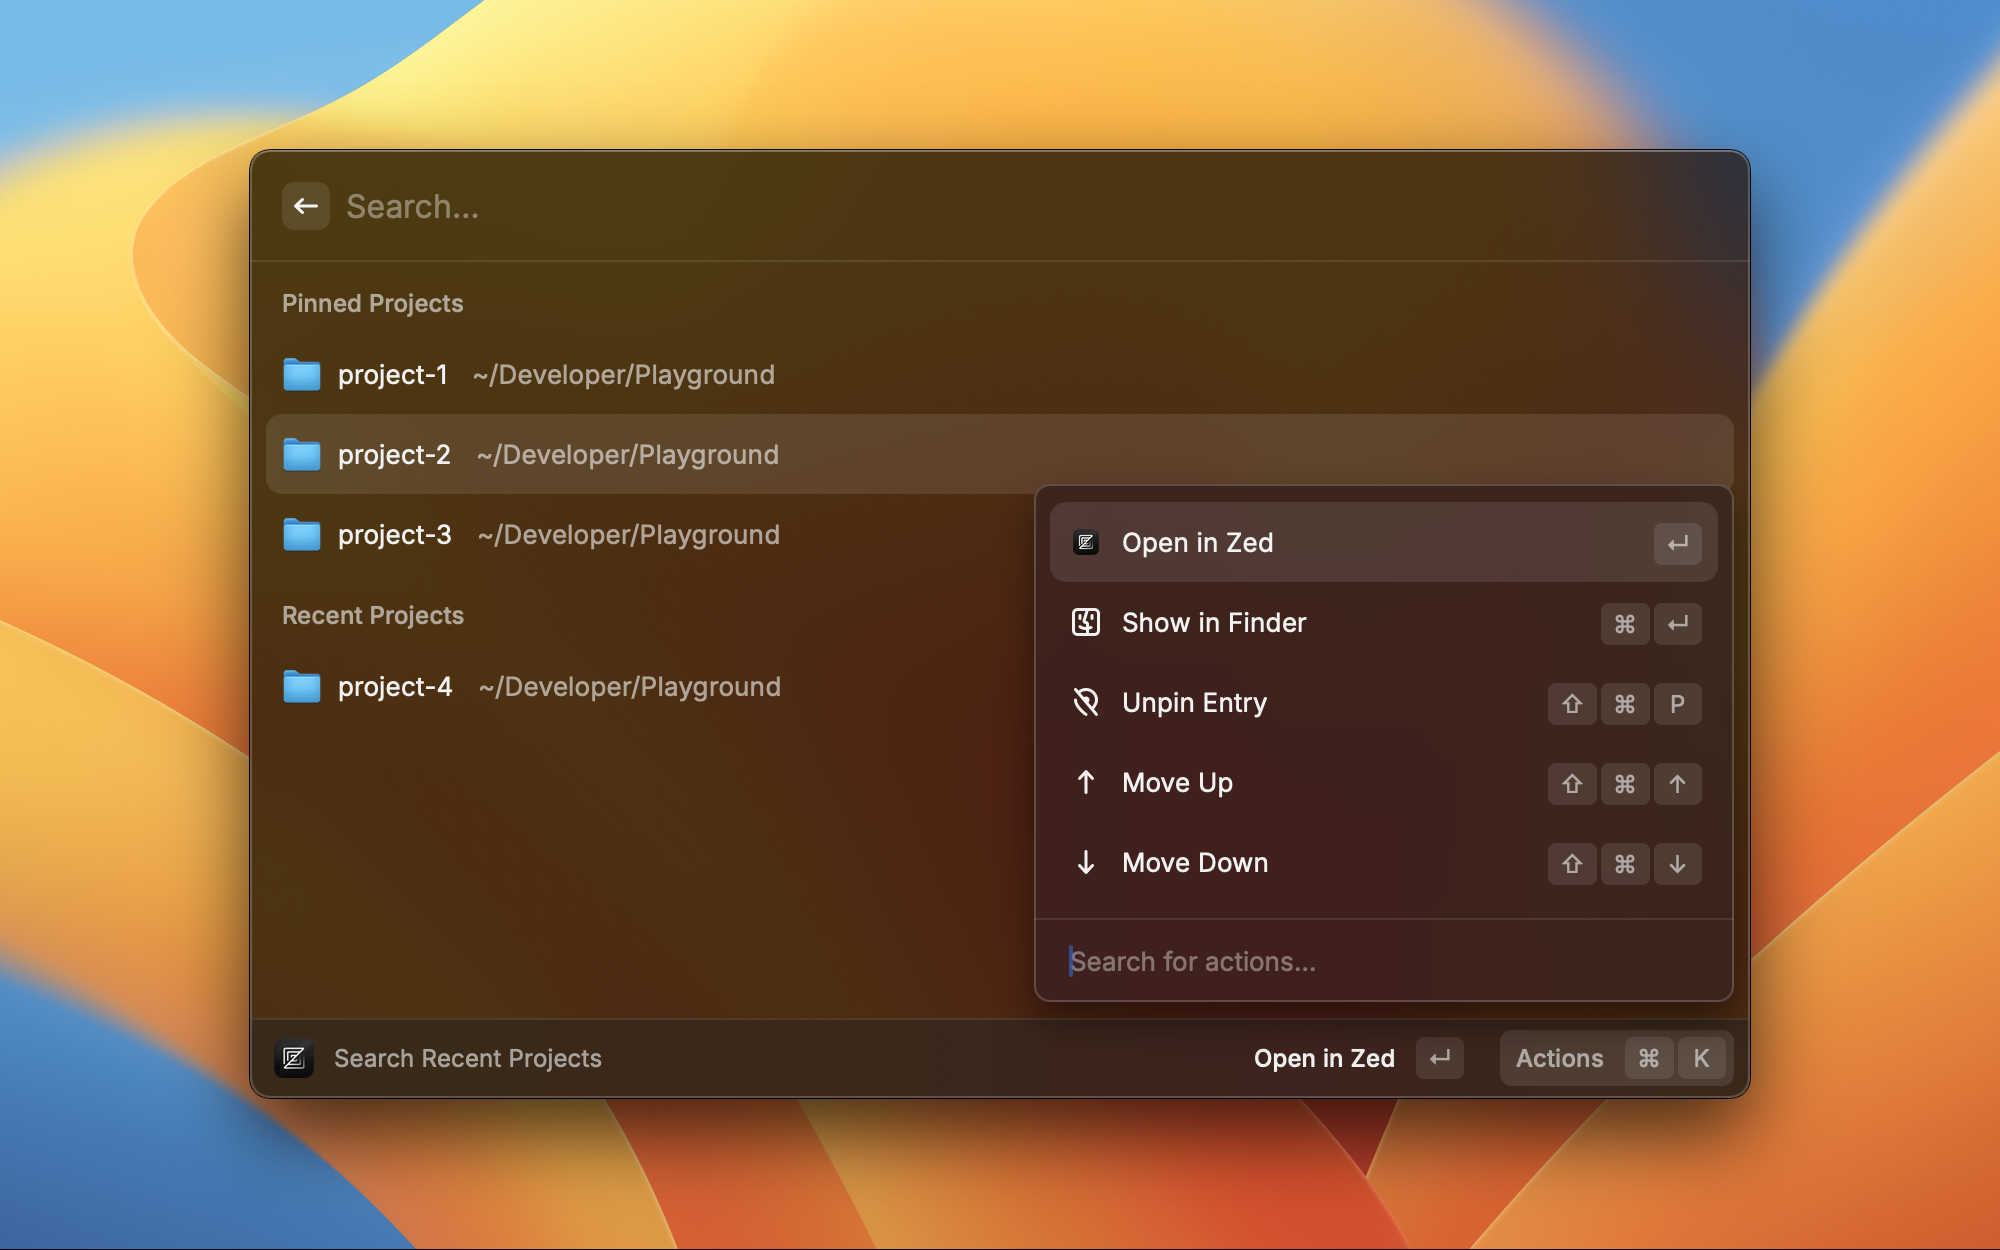 Search...
Pinned Projects
project-1 ~/Developer/Playground
project-2 ~/Developer/Playground
project-3 ~/Developer/Playground
Recent Projects
project-4 ~/Developer/Playground
Open in Zed ↵
Show in Finder ⌘ ↵
Unpin Entry ⇧ ⌘ P
Move Up ⇧ ⌘ ↑
Move Down ⇧ ⌘ ↓
Search for actions...
Search Recent Projects
Open in Zed ↵
Actions ⌘ K